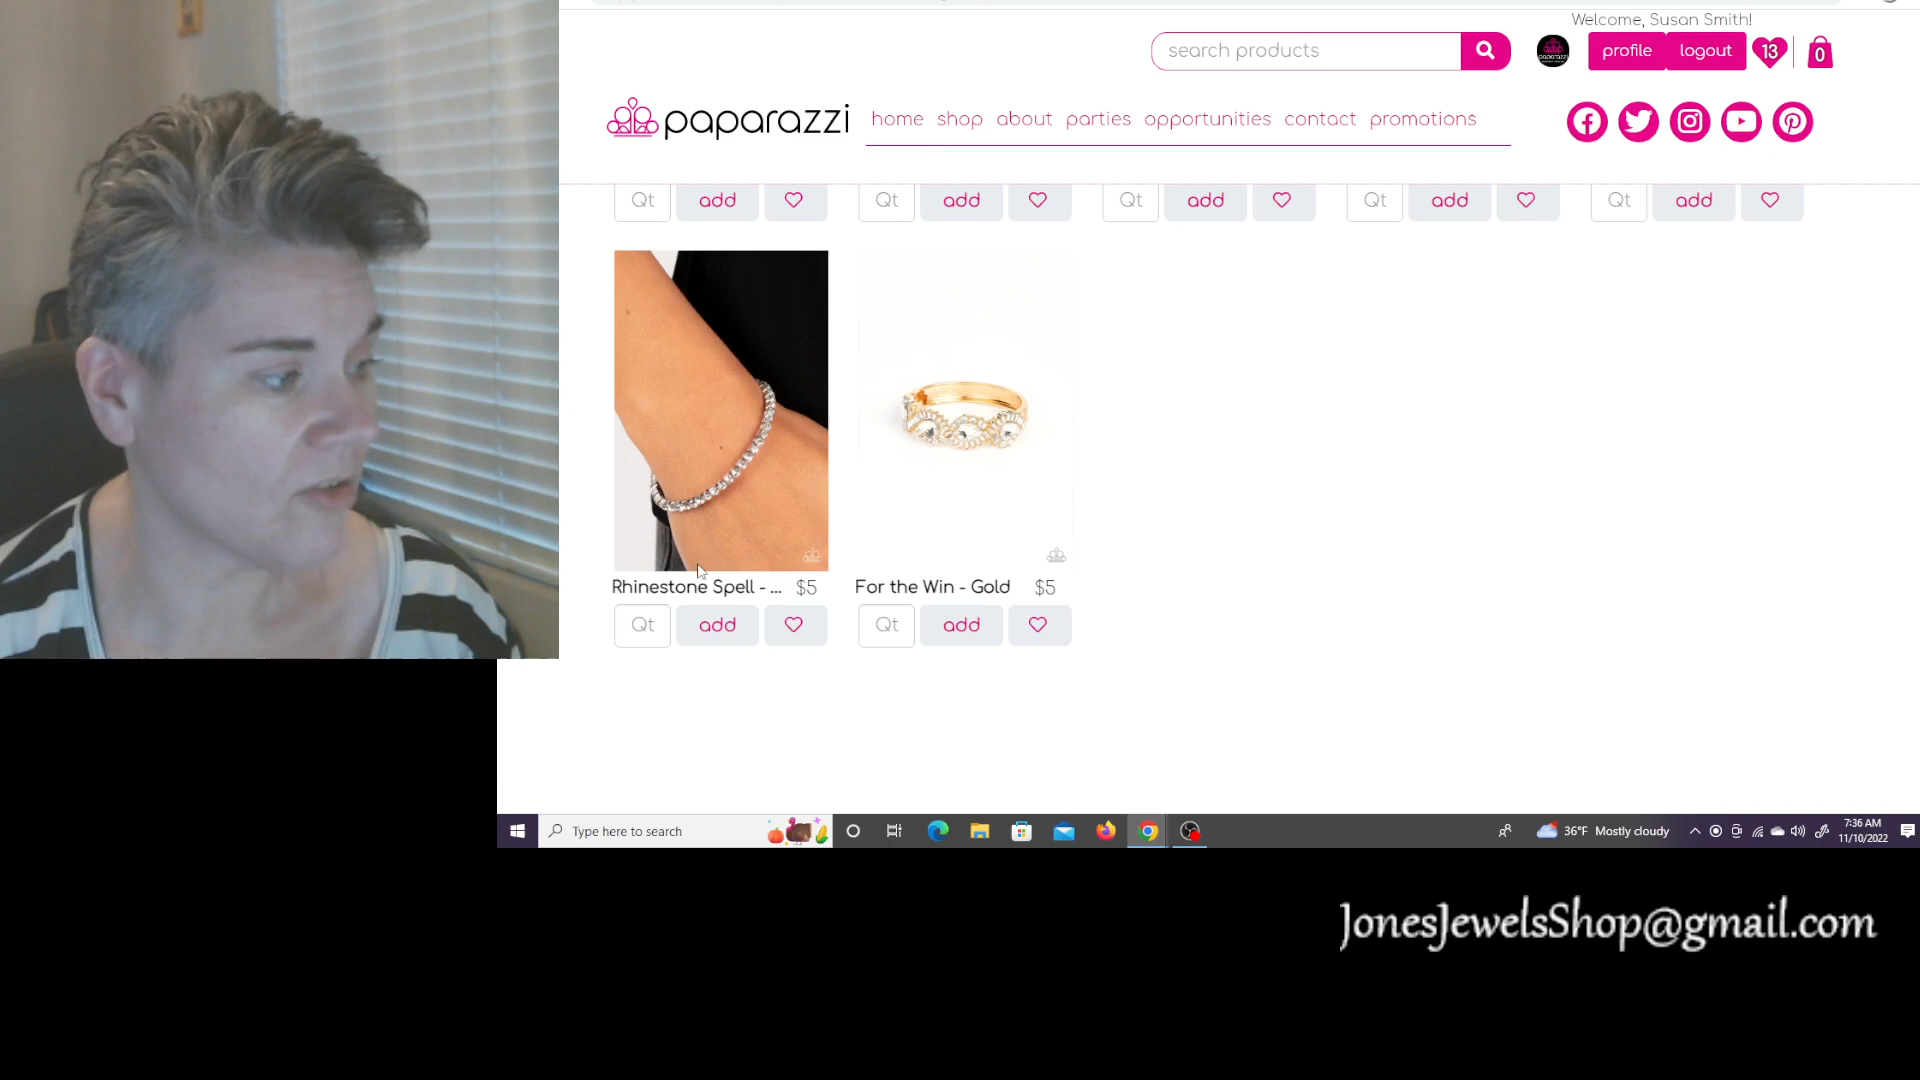 Welcome, Susan Smith!
search products
profile logout 13 0
paparazzi
home shop about parties opportunities contact promotions
Qt add Qt add Qt add Qt add Qt add
Rhinestone Spell - ... $5 For the Win - Gold $5
Qt add Qt add
Type here to search
36°F Mostly cloudy
7:36 AM
11/10/2022
JonesJewelsShop@gmail.com